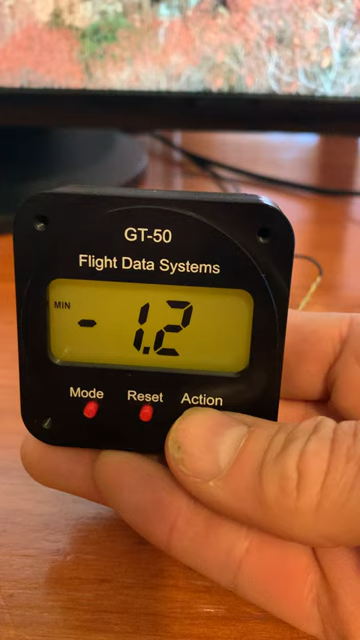 GT-50
Flight Data Systems
MIN
- 1.2
Mode Reset Action